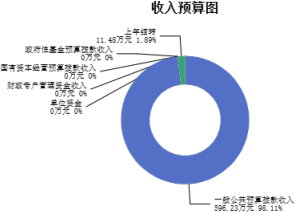 收入预算图
上年结转
11.48万元 1.89%
政府性基金预算拨款收入
0万元 0%
国有资本经营预算拨款收入
0万元 0%
财政专户管理资金收入
0万元 0%
单位资金
0万元 0%
一般公共预算拨款收入
596.23万元 98.11%